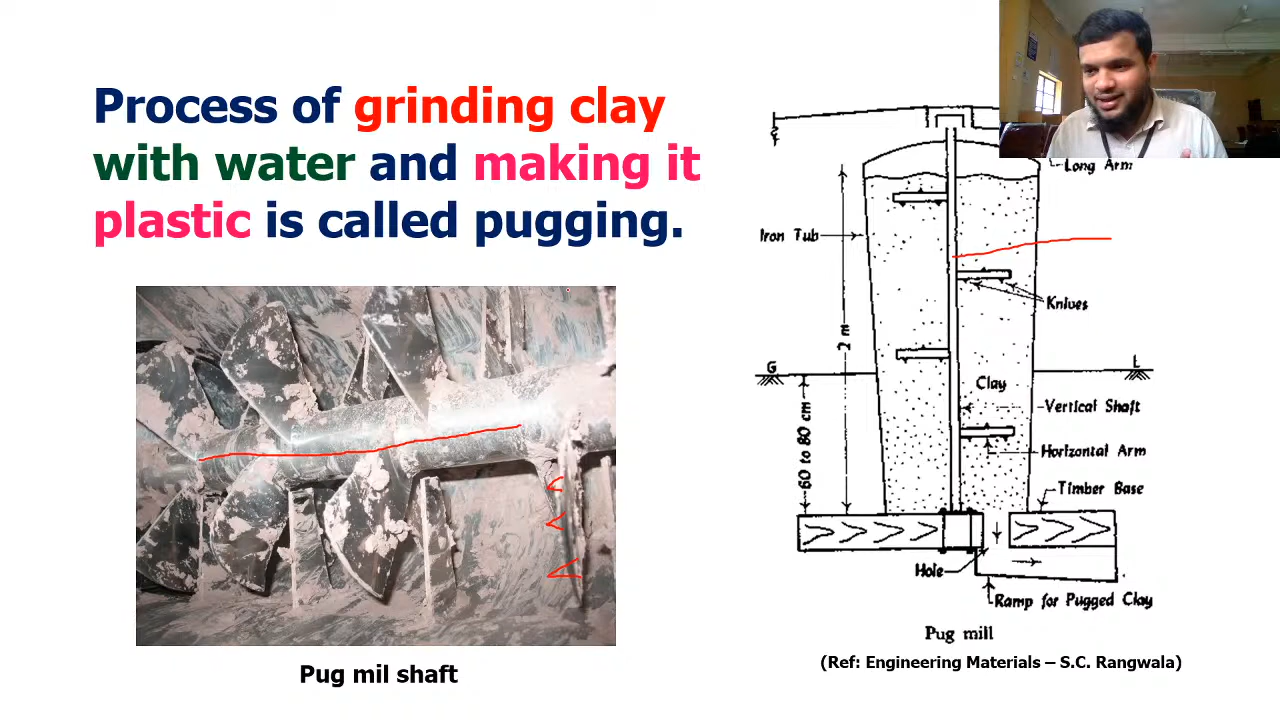 Process of grinding clay
with water and making it
plastic is called pugging.
Pug mil shaft
Long Arm
Iron Tub
Knives
2 m
G
L
Clay
60 to 80 cm
Vertical Shaft
Horizontal Arm
Timber Base
Hole
Ramp for Pugged Clay
Pug mill
(Ref: Engineering Materials – S.C. Rangwala)